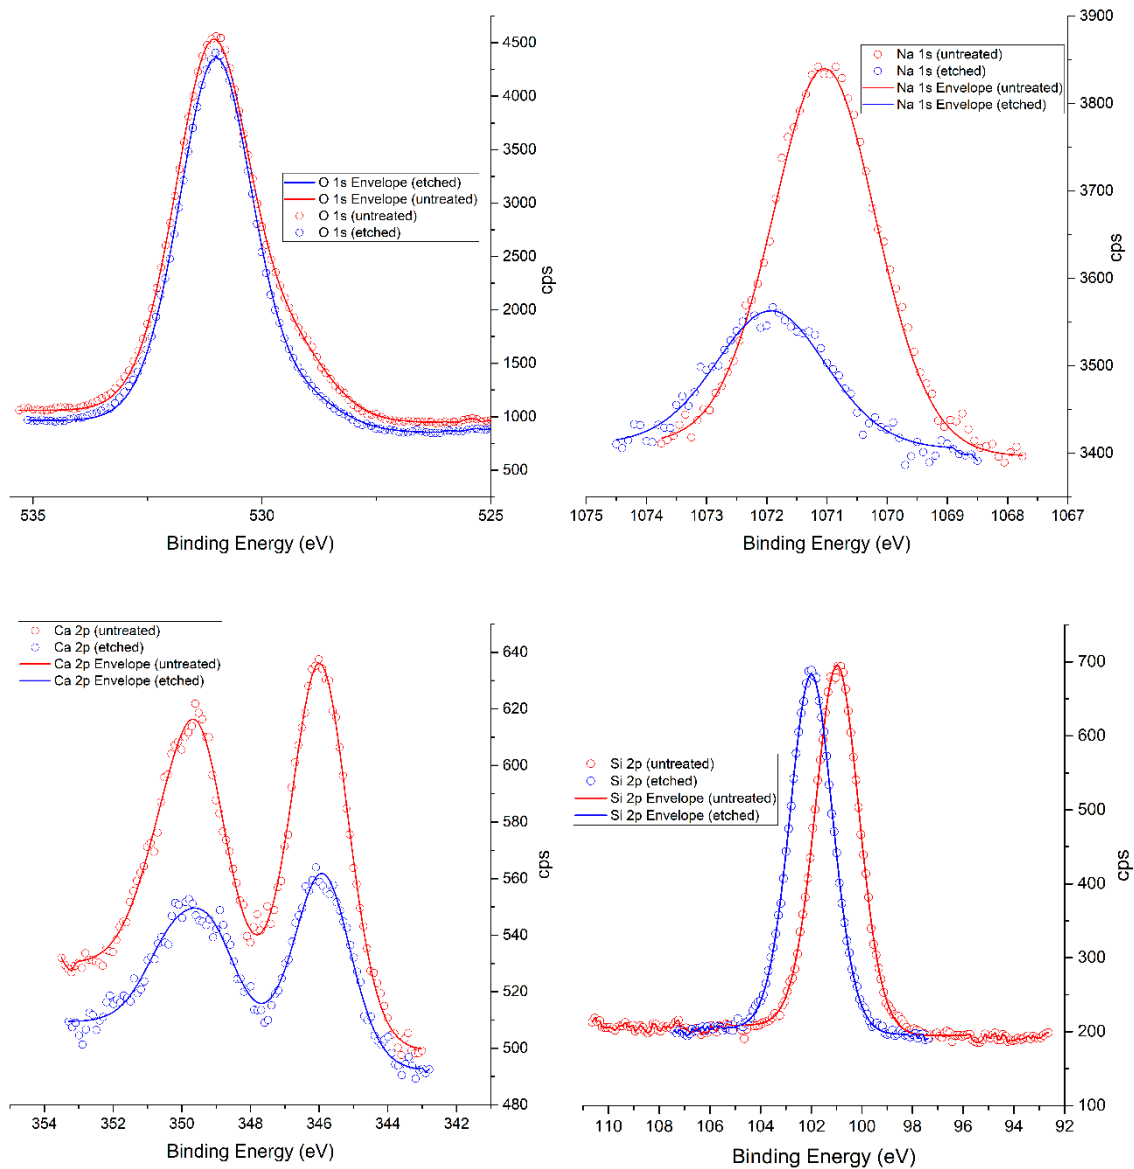 4500
4000
3500
3000
2000
1500
1000
500
cps
O 1s Envelope (etched)
O 1s Envelope (untreated)
O 1s (untreated)
O 1s (etched)
535 530 525
Binding Energy (eV)
3900
3800
3700
3600
3500
3400
cps
Na 1s (untreated)
Na 1s (etched)
Na 1s Envelope (untreated)
Na 1s Envelope (etched)
1075 1074 1073 1072 1071 1070 1069 1068 1067
Binding Energy (eV)
Ca 2p (untreated)
Ca 2p (etched)
Ca 2p Envelope (untreated)
Ca 2p Envelope (etched)
640
620
600
580
560
540
520
500
480
cps
354 352 350 348 346 344 342
Binding Energy (eV)
700
600
500
400
300
200
100
cps
Si 2p (untreated)
Si 2p (etched)
Si 2p Envelope (untreated)
Si 2p Envelope (etched)
110 108 106 104 102 100 98 96 94 92
Binding Energy (eV)